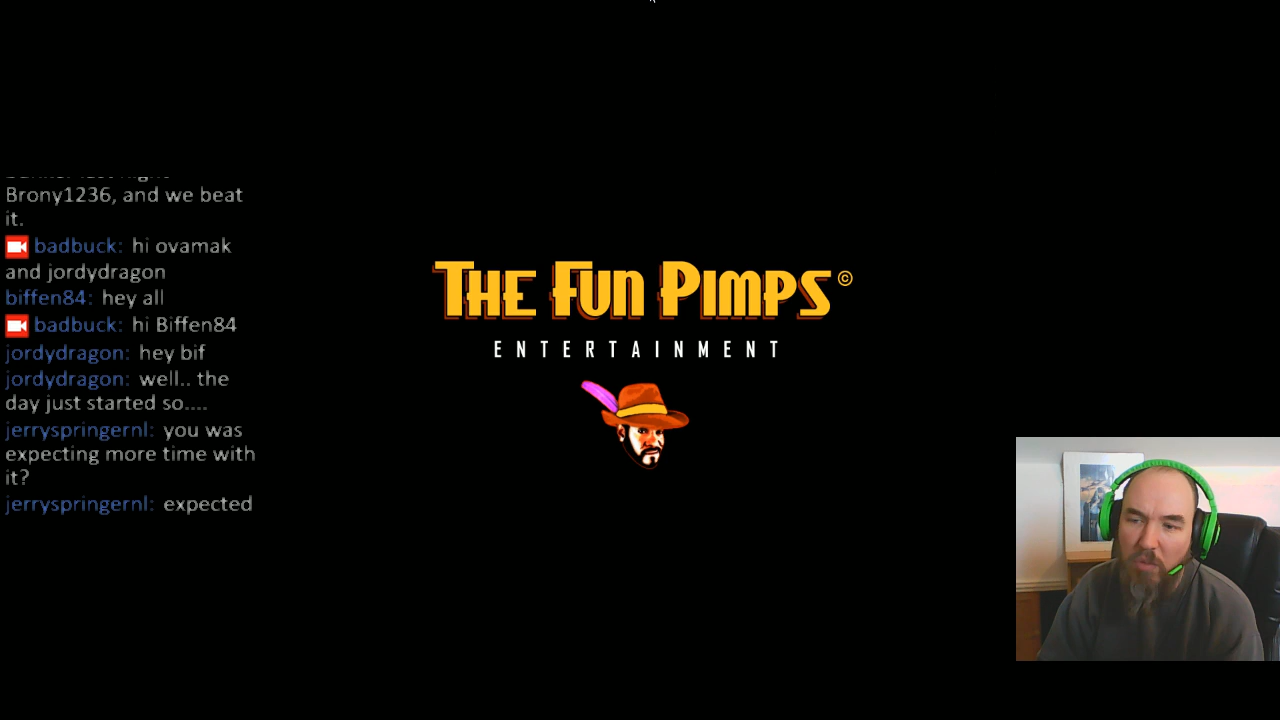 Brony1236, and we beat
it.
badbuck: hi ovamak
and jordydragon
biffen84: hey all
badbuck: hi Biffen84
jordydragon: hey bif
jordydragon: well.. the
day just started so....
jerryspringernl: you was
expecting more time with
it?
jerryspringernl: expected
THE FUN PIMPS©
ENTERTAINMENT